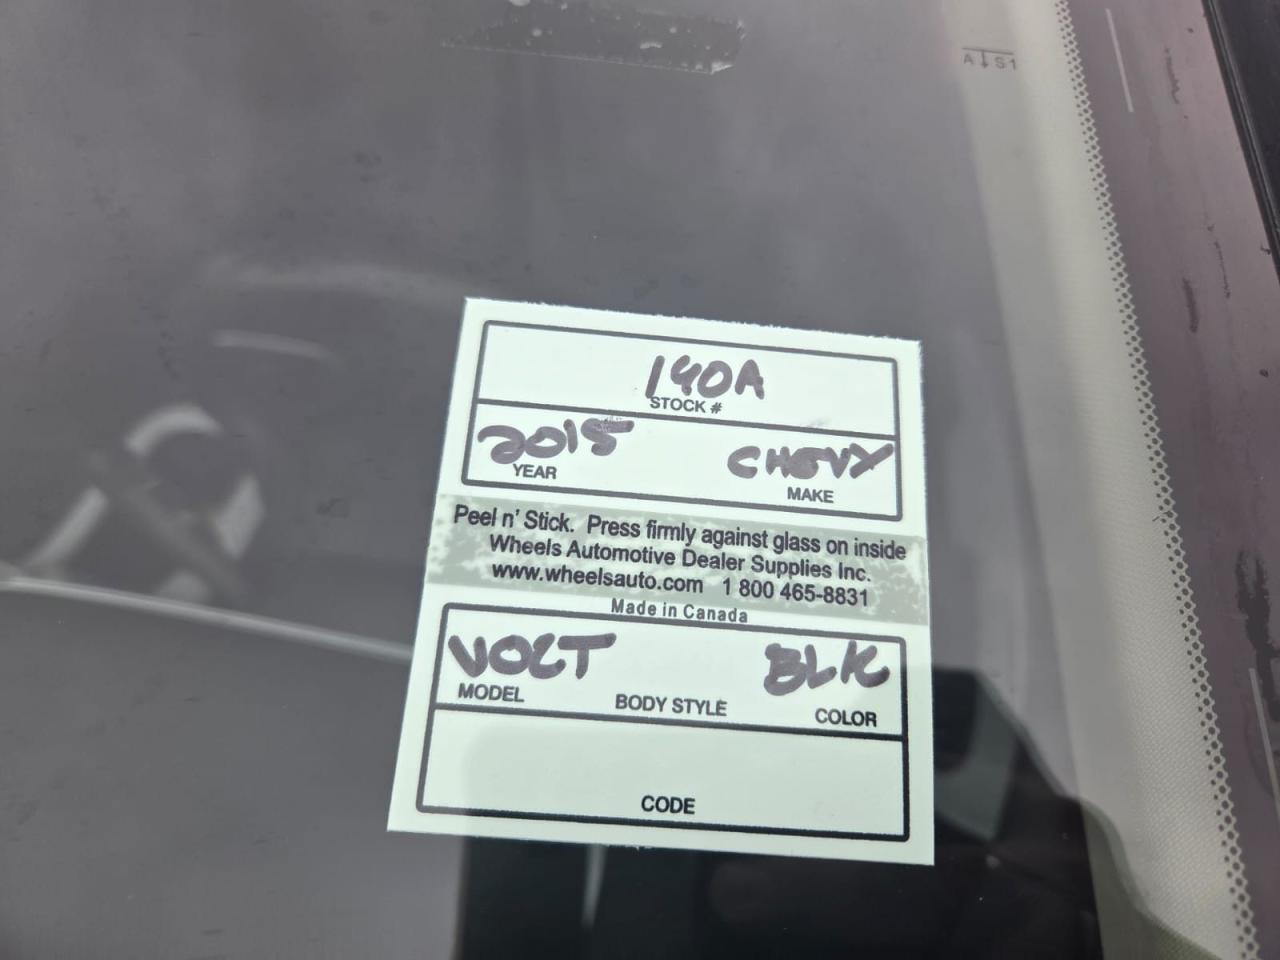 A↓S1
140A
STOCK #
2015 CHEVY
YEAR MAKE
Peel n' Stick. Press firmly against glass on inside
Wheels Automotive Dealer Supplies Inc.
www.wheelsauto.com 1 800 465-8831
Made in Canada
VOLT BLK
MODEL BODY STYLE COLOR
CODE